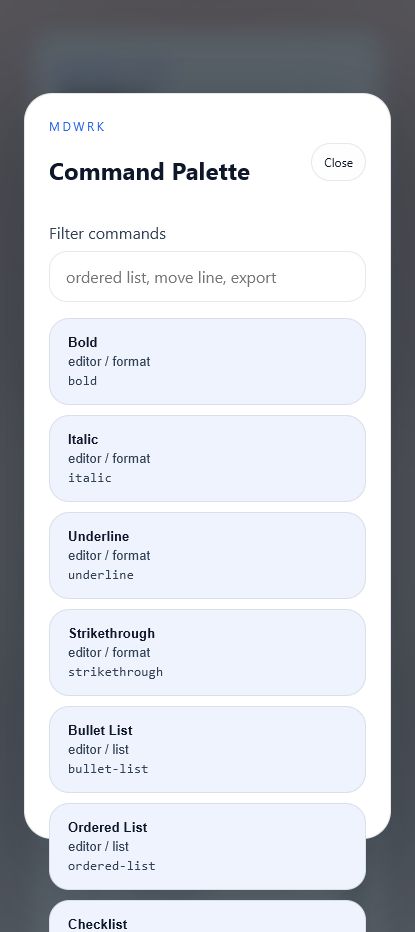 MDWRK
Command Palette
Close
Filter commands
ordered list, move line, export
Bold
editor / format
bold
Italic
editor / format
italic
Underline
editor / format
underline
Strikethrough
editor / format
strikethrough
Bullet List
editor / list
bullet-list
Ordered List
editor / list
ordered-list
Checklist